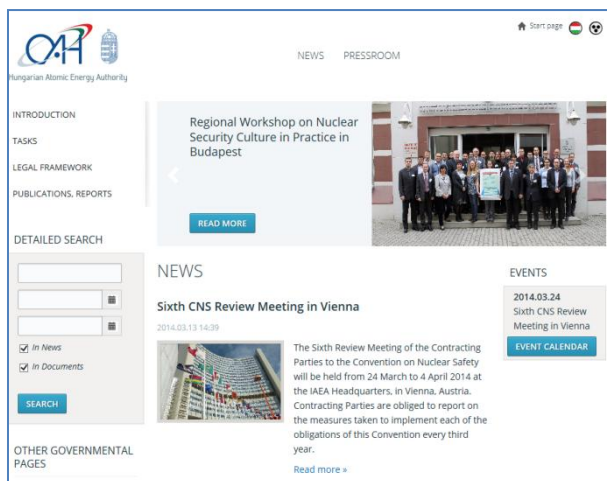 OAH
Hungarian Atomic Energy Authority
Start page
NEWS PRESSROOM
INTRODUCTION
TASKS
LEGAL FRAMEWORK
PUBLICATIONS, REPORTS
Regional Workshop on Nuclear
Security Culture in Practice in
Budapest
READ MORE
DETAILED SEARCH
In News
In Documents
SEARCH
OTHER GOVERNMENTAL
PAGES
NEWS
Sixth CNS Review Meeting in Vienna
2014.03.13 14:39
The Sixth Review Meeting of the Contracting
Parties to the Convention on Nuclear Safety
will be held from 24 March to 4 April 2014 at
the IAEA Headquarters, in Vienna, Austria.
Contracting Parties are obliged to report on
the measures taken to implement each of the
obligations of this Convention every third
year.
Read more »
EVENTS
2014.03.24
Sixth CNS Review
Meeting in Vienna
EVENT CALENDAR